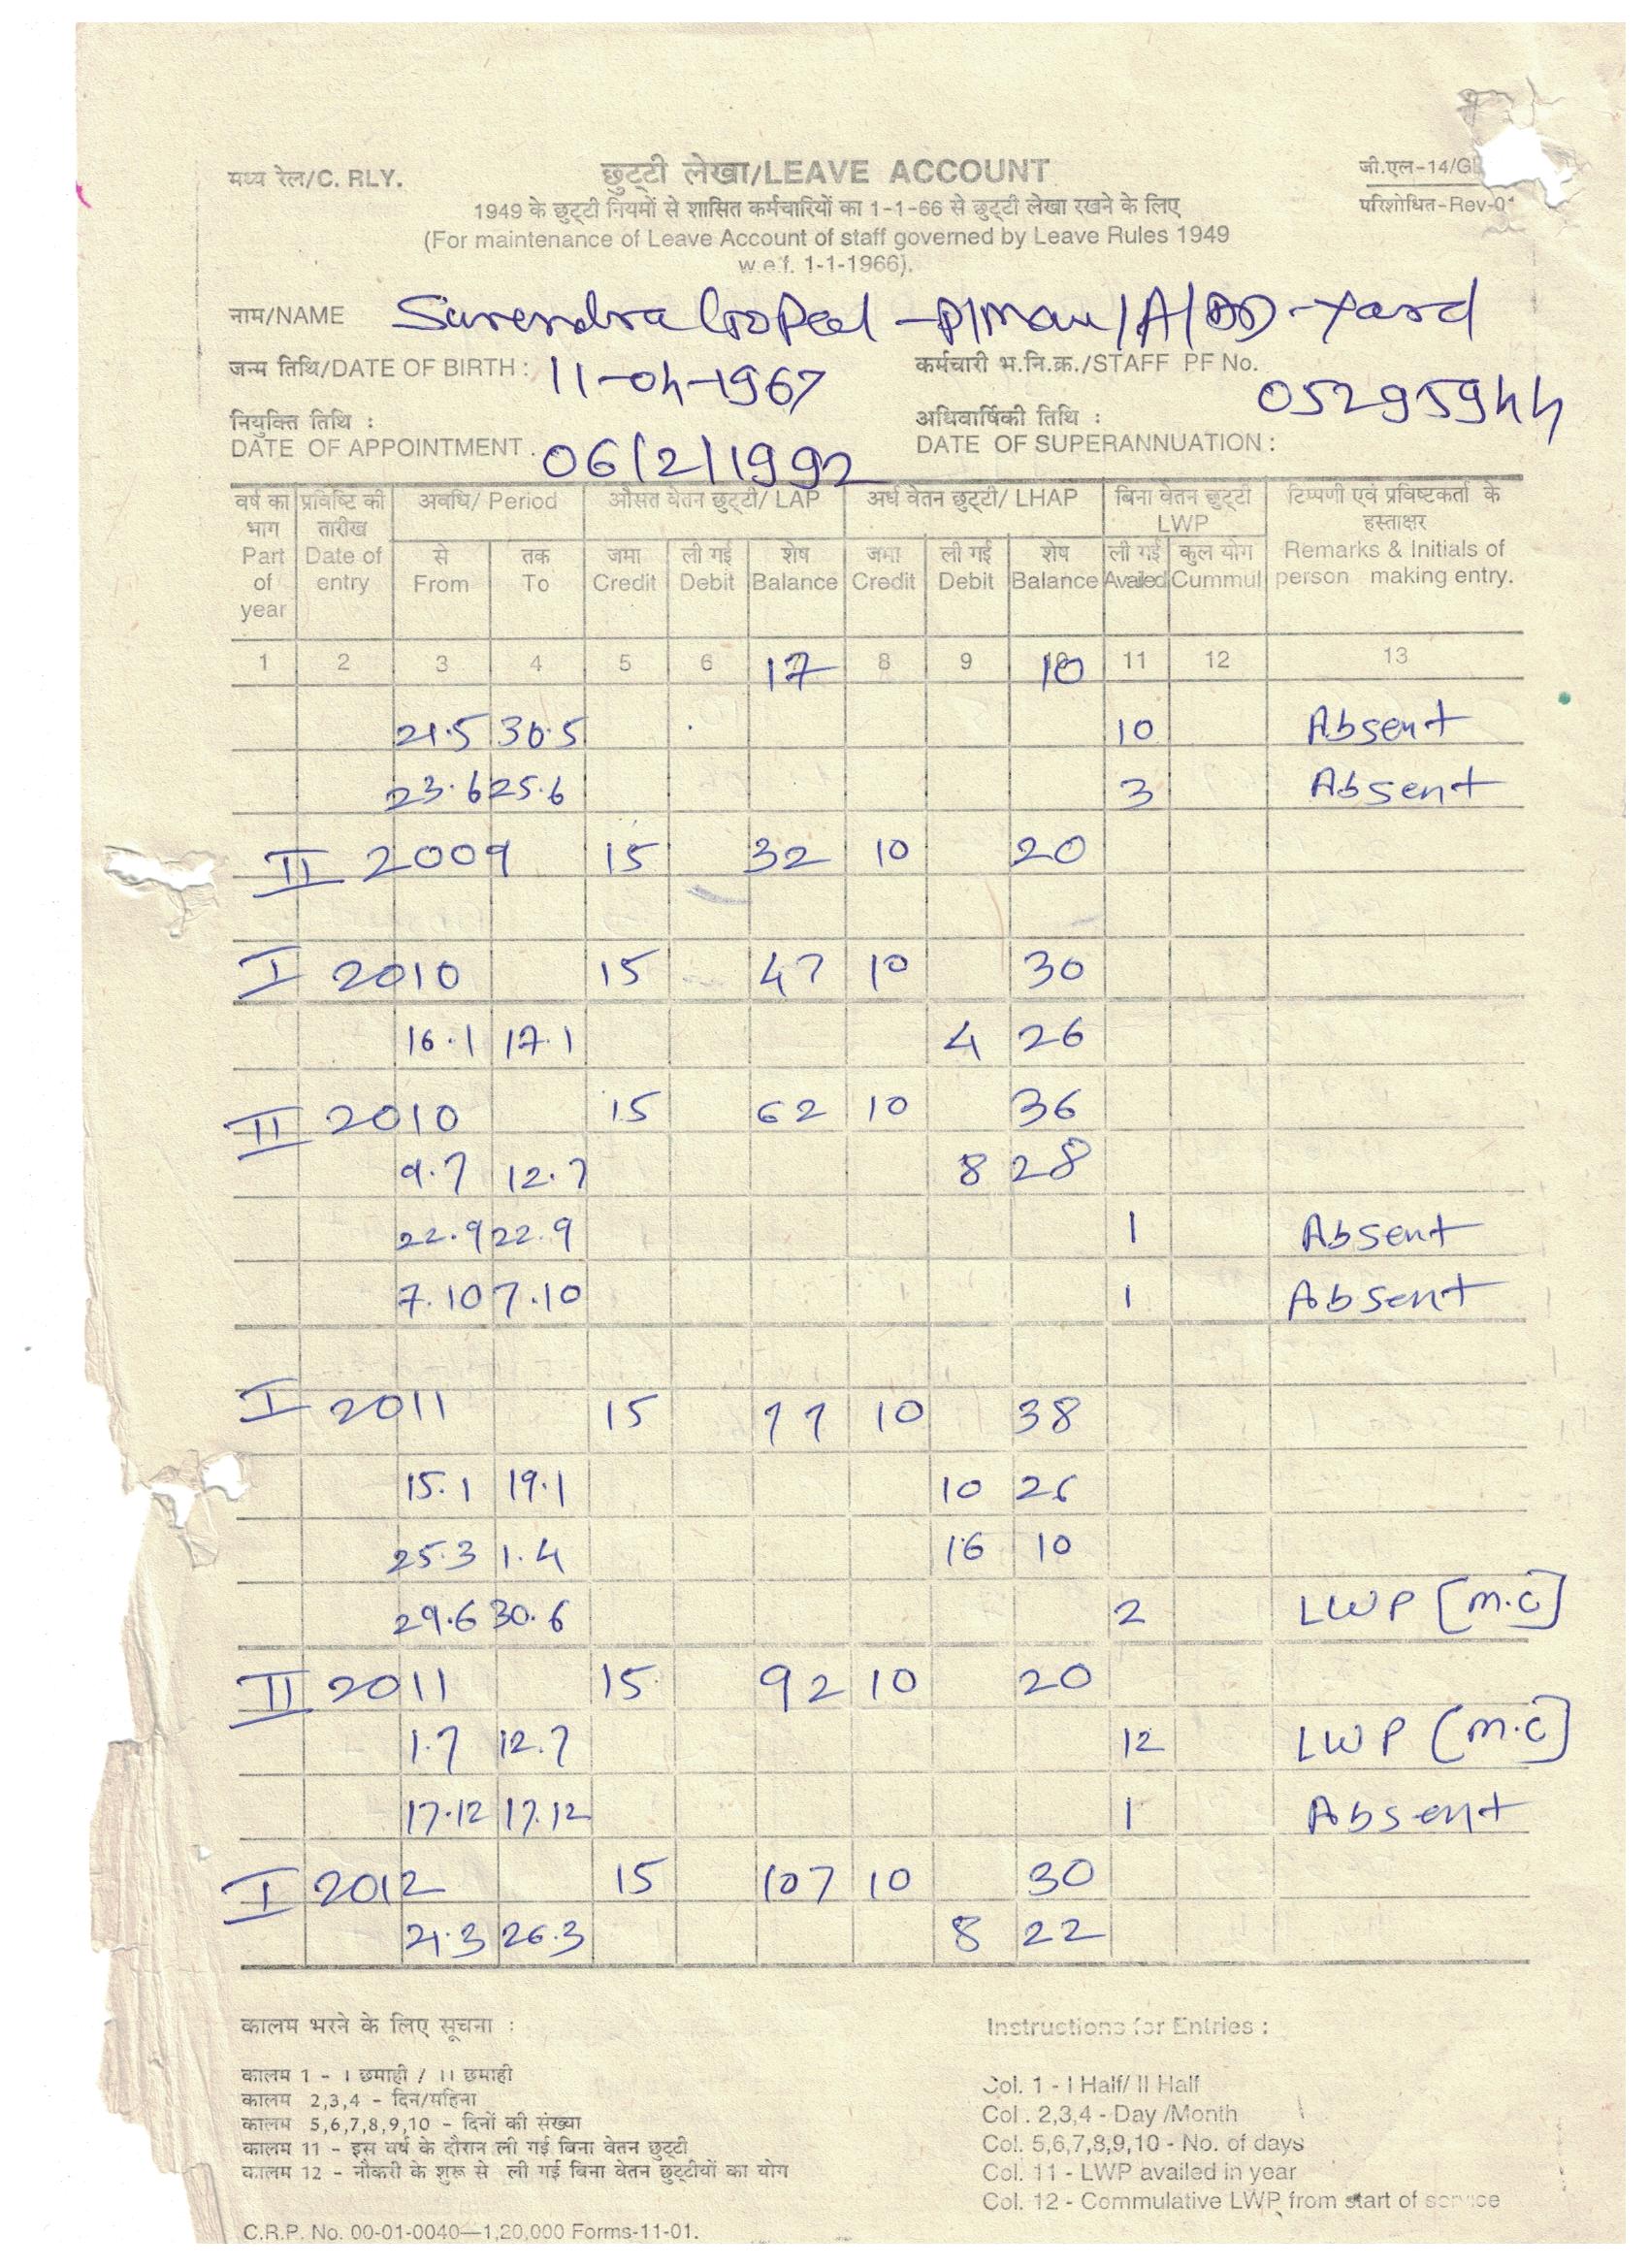 मध्य रेल/C. RLY.
छुट्टी लेखा/LEAVE ACCOUNT
जी.एल-14/
1949 के छुट्टी नियमों से शासित कर्मचारियों का 1-1-66 से छुट्टी लेखा रखने के लिए
परिशोधित-Rev-01
(For maintenance of Leave Account of staff governed by Leave Rules 1949
w.e.f. 1-1-1966).
नाम/NAME Surendra GoPal -P/Man/A/BD-Yard
जन्म तिथि/DATE OF BIRTH : 11-04-1967
कर्मचारी भ.नि.क्र./STAFF PF No. 05295944
नियुक्ति तिथि :
अधिवार्षिकी तिथि :
DATE OF APPOINTMENT. 06/2/1992
DATE OF SUPERANNUATION :
वर्ष का भाग Part of year
प्रविष्टि की तारीख Date of entry
अवधि/ Period
औसत वेतन छुट्टी/ LAP
अर्ध वेतन छुट्टी/ LHAP
बिना वेतन छुट्टी LWP
टिप्पणी एवं प्रविष्टकर्ता के हस्ताक्षर Remarks & Initials of person making entry.
से From
तक To
जमा Credit
ली गई Debit
शेष Balance
जमा Credit
ली गई Debit
शेष Balance
ली गई Availed
कुल योग Cummul
1 2 3 4 5 6 17 8 9 10 11 12 13
21.5 30.5 10 Absent
23.6 25.6 3 Absent
II 2009 15 32 10 20
I 2010 15 47 10 30
16.1 17.1 4 26
II 2010 15 62 10 36
9.7 12.7 8 28
22.9 22.9 1 Absent
7.10 7.10 1 Absent
I 2011 15 77 10 38
15.1 19.1 10 26
25.3 1.4 16 10
29.6 30.6 2 LWP [m.c]
II 2011 15 92 10 20
1.7 12.7 12 LWP [m.c]
17.12 17.12 1 Absent
I 2012 15 107 10 30
21.3 26.3 8 22
कालम भरने के लिए सूचना :
Instructions for Entries :
कालम 1 - I छमाही / II छमाही
कालम 2,3,4 - दिन/महिना
कालम 5,6,7,8,9,10 - दिनों की संख्या
कालम 11 - इस वर्ष के दौरान ली गई बिना वेतन छुट्टी
कालम 12 - नौकरी के शुरू से ली गई बिना वेतन छुट्टीयों का योग
Col. 1 - I Half/ II Half
Col. 2,3,4 - Day /Month
Col. 5,6,7,8,9,10 - No. of days
Col. 11 - LWP availed in year
Col. 12 - Commulative LWP from start of service
C.R.P. No. 00-01-0040—1,20,000 Forms-11-01.